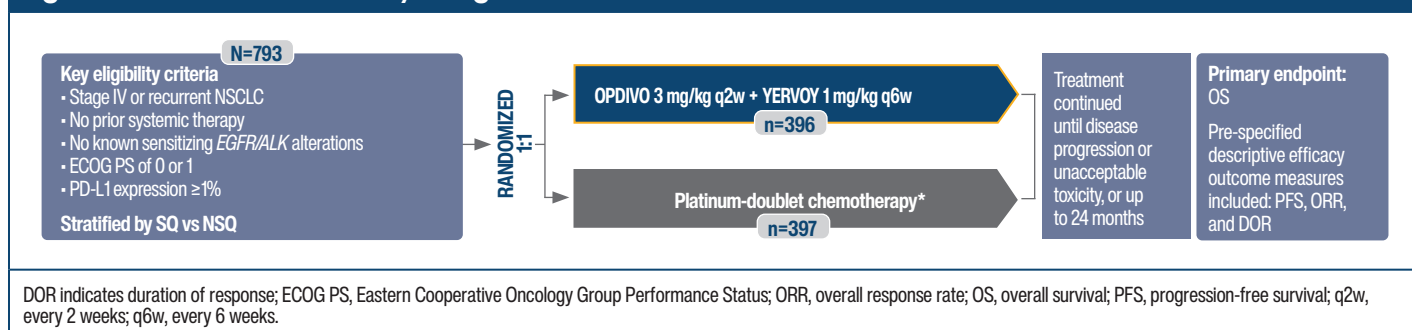 N=793
Key eligibility criteria
• Stage IV or recurrent NSCLC
• No prior systemic therapy
• No known sensitizing EGFR/ALK alterations
• ECOG PS of 0 or 1
• PD-L1 expression ≥1%
Stratified by SQ vs NSQ
RANDOMIZED
1:1
OPDIVO 3 mg/kg q2w + YERVOY 1 mg/kg q6w
n=396
Platinum-doublet chemotherapy*
n=397
Treatment
continued
until disease
progression or
unacceptable
toxicity, or up
to 24 months
Primary endpoint:
OS
Pre-specified
descriptive efficacy
outcome measures
included: PFS, ORR,
and DOR
DOR indicates duration of response; ECOG PS, Eastern Cooperative Oncology Group Performance Status; ORR, overall response rate; OS, overall survival; PFS, progression-free survival; q2w,
every 2 weeks; q6w, every 6 weeks.